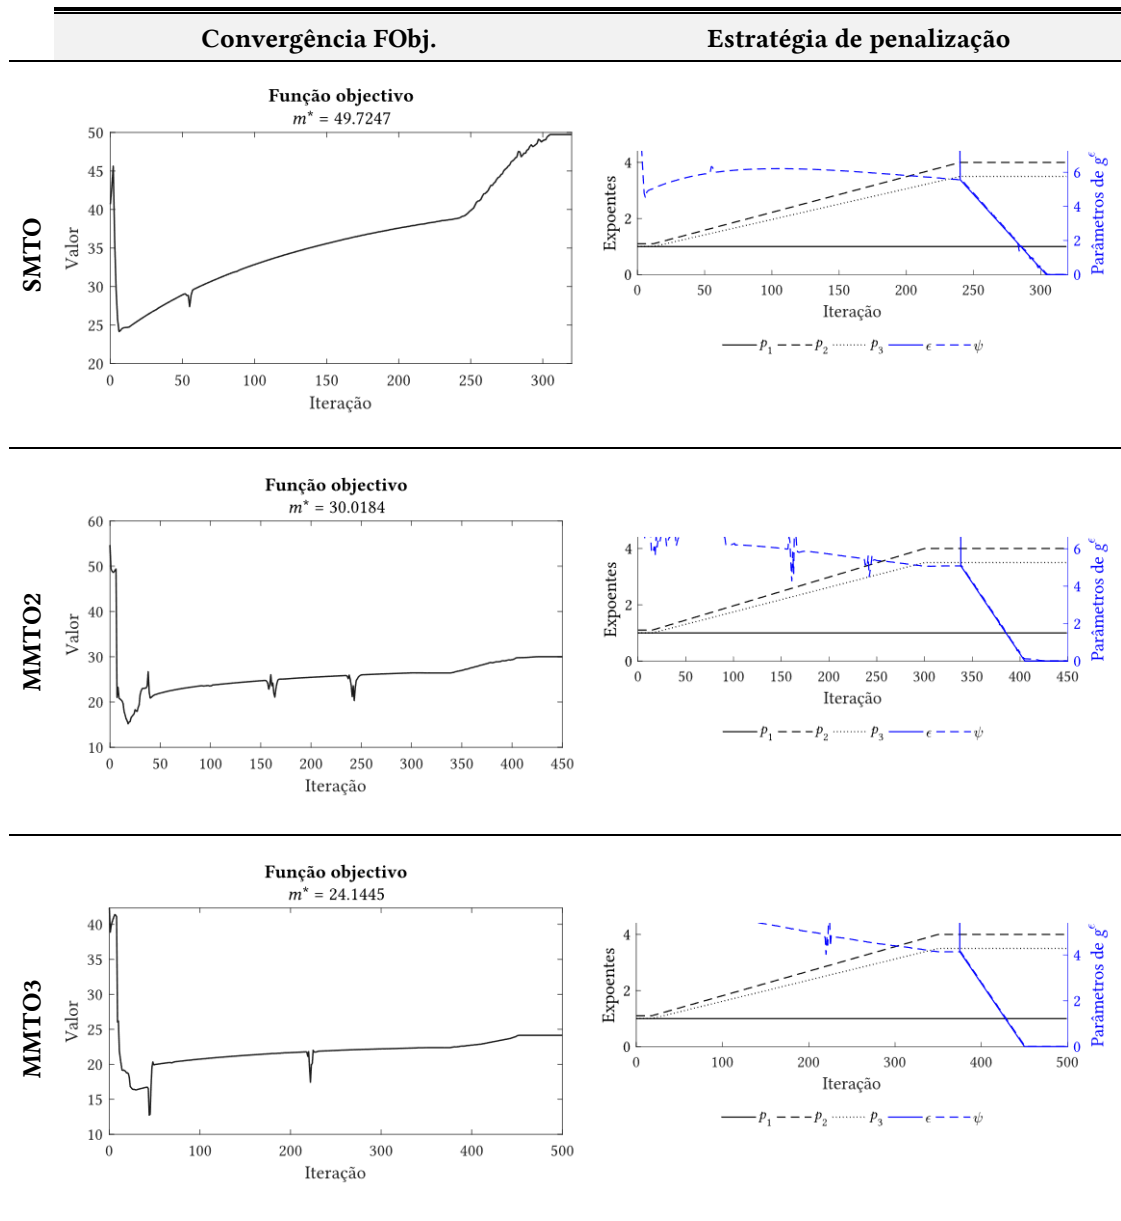 Convergência FObj.
Estratégia de penalização
SMTO
Função objectivo
m* = 49.7247
Valor
50
45
40
35
30
25
20
0 50 100 150 200 250 300
Iteração
Expoentes
4
2
0
Parâmetros de g^ϵ
6
4
2
0
0 50 100 150 200 250 300
Iteração
p₁ p₂ p₃ ϵ ψ
MMTO2
Função objectivo
m* = 30.0184
Valor
60
50
40
30
20
10
0 50 100 150 200 250 300 350 400 450
Iteração
Expoentes
4
2
0
Parâmetros de g^ϵ
6
4
2
0
0 50 100 150 200 250 300 350 400 450
Iteração
p₁ p₂ p₃ ϵ ψ
MMTO3
Função objectivo
m* = 24.1445
Valor
40
35
30
25
20
15
10
0 100 200 300 400 500
Iteração
Expoentes
4
2
0
Parâmetros de g^ϵ
4
2
0
0 100 200 300 400 500
Iteração
p₁ p₂ p₃ ϵ ψ